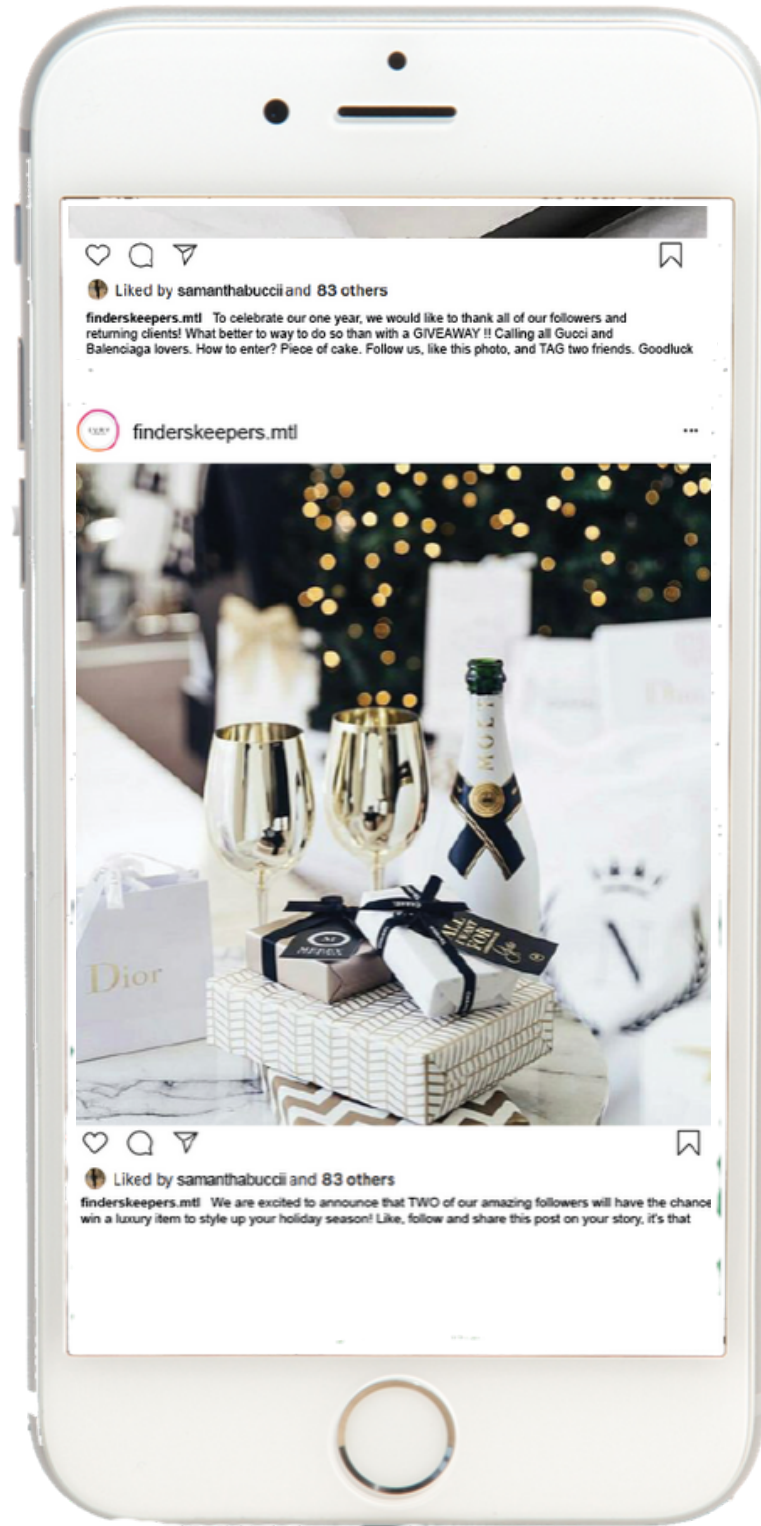 Liked by samanthabuccii and 83 others
finderskeepers.mtl To celebrate our one year, we would like to thank all of our followers and
returning clients! What better to way to do so than with a GIVEAWAY !! Calling all Gucci and
Balenciaga lovers. How to enter? Piece of cake. Follow us, like this photo, and TAG two friends. Goodluck
finderskeepers.mtl
MOËT
Dior
M
MERRY
ALL
I WANT
FOR
Dior
N
Liked by samanthabuccii and 83 others
finderskeepers.mtl We are excited to announce that TWO of our amazing followers will have the chance
win a luxury item to style up your holiday season! Like, follow and share this post on your story, it's that